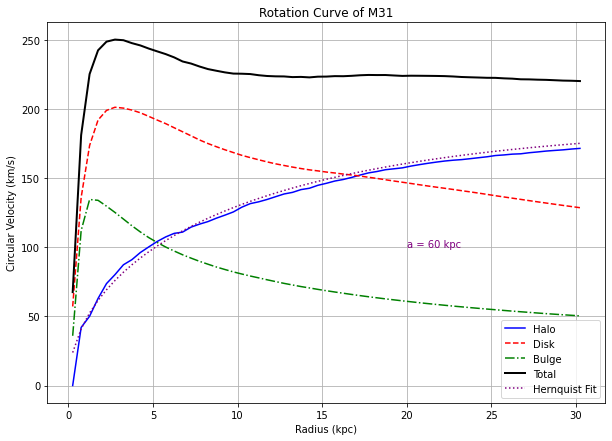 Rotation Curve of M31
Circular Velocity (km/s)
250
200
150
100
50
0
a = 60 kpc
Halo
Disk
Bulge
Total
Hernquist Fit
0
5
10
15
20
25
30
Radius (kpc)